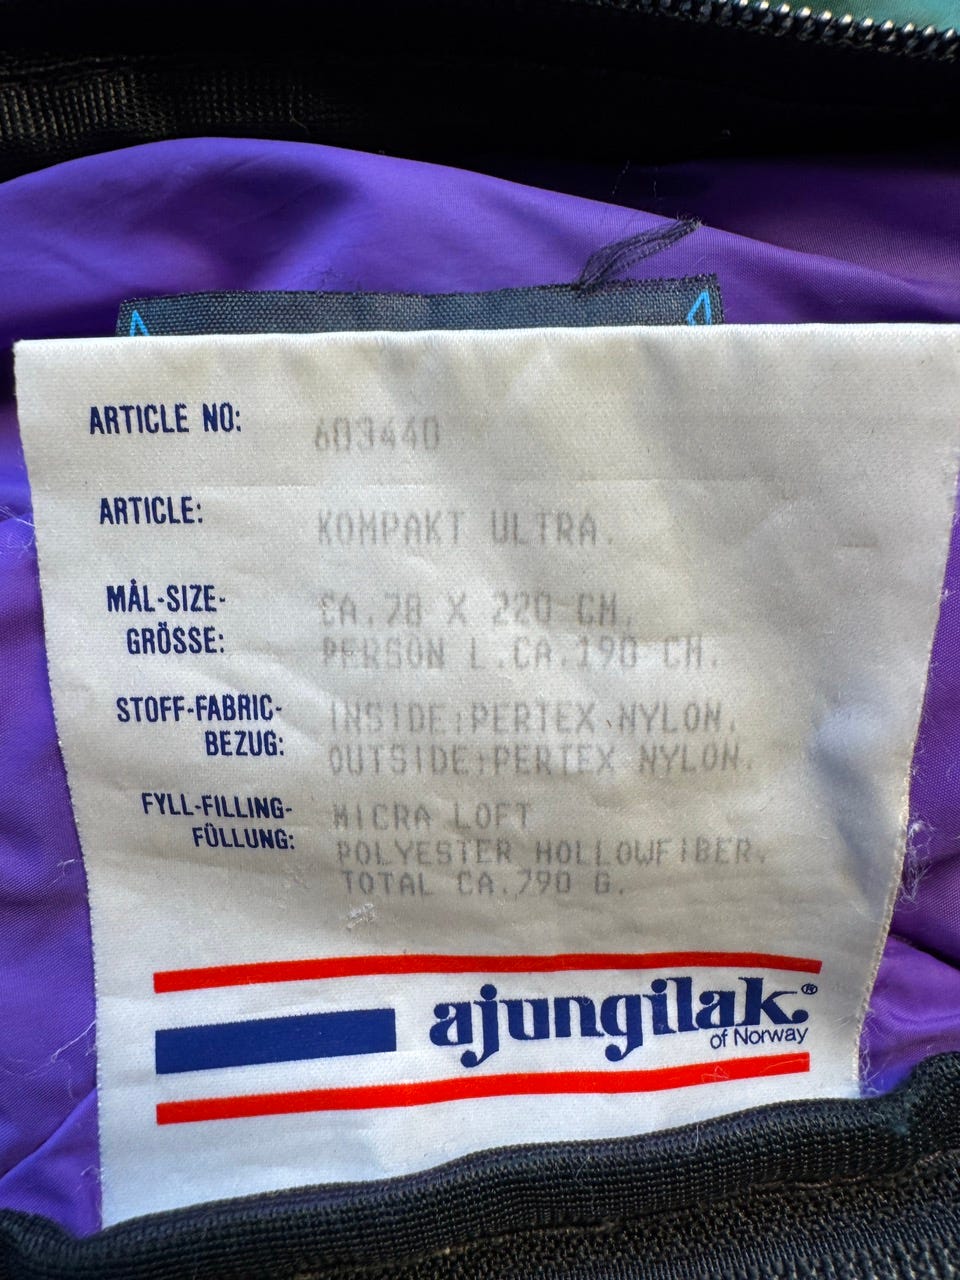 ARTICLE NO: 603440
ARTICLE: KOMPAKT ULTRA.
MÅL-SIZE- CA.78 X 220 CM.
GRÖSSE: PERSON L.CA.190 CM.
STOFF-FABRIC- INSIDE:PERTEX NYLON.
BEZUG: OUTSIDE:PERTEX NYLON.
FYLL-FILLING- MICRA LOFT
FÜLLUNG: POLYESTER HOLLOWFIBER.
TOTAL CA.790 G.
ajungilak®
of Norway